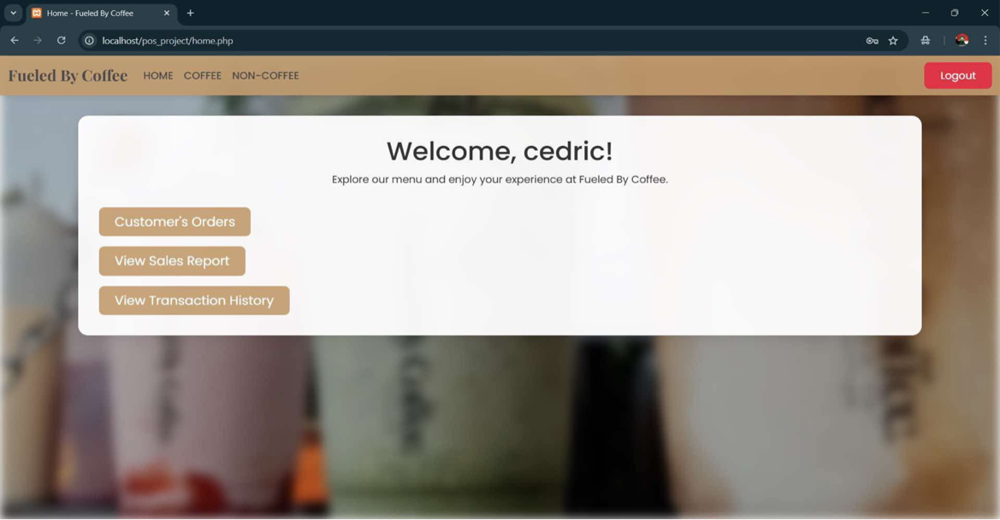 Home - Fueled By Coffee
localhost/pos_project/home.php
Fueled By Coffee HOME COFFEE NON-COFFEE Logout
Welcome, cedric!
Explore our menu and enjoy your experience at Fueled By Coffee.
Customer's Orders
View Sales Report
View Transaction History